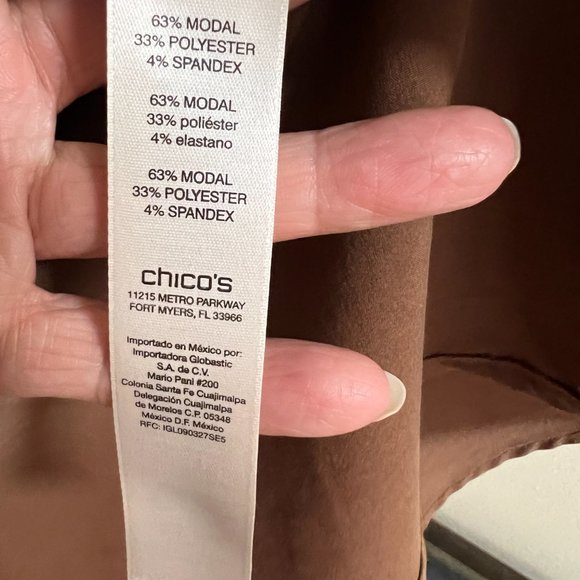 63% MODAL
33% POLYESTER
4% SPANDEX
63% MODAL
33% poliéster
4% elastano
63% MODAL
33% POLYESTER
4% SPANDEX
chico's
11215 METRO PARKWAY
FORT MYERS, FL 33966
Importado en México por:
Importadora Globastic
S.A. de C.V.
Mario Pani #200
Colonia Santa Fe Cuajimalpa
Delegación Cuajimalpa
de Morelos C.P. 05348
México D.F. México
RFC: IGL090327SE5